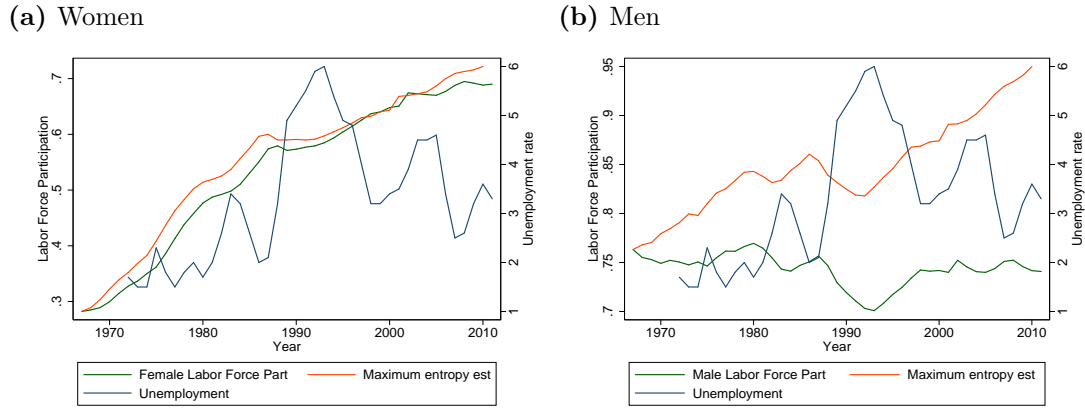 (a) Women
Labor Force Participation
.7
.6
.5
.4
.3
6
5
4
3
2
1
Unemployment rate
1970 1980 1990 2000 2010
Year
Female Labor Force Part Maximum entropy est
Unemployment
(b) Men
Labor Force Participation
.95
.9
.85
.8
.75
.7
6
5
4
3
2
1
Unemployment rate
1970 1980 1990 2000 2010
Year
Male Labor Force Part Maximum entropy est
Unemployment